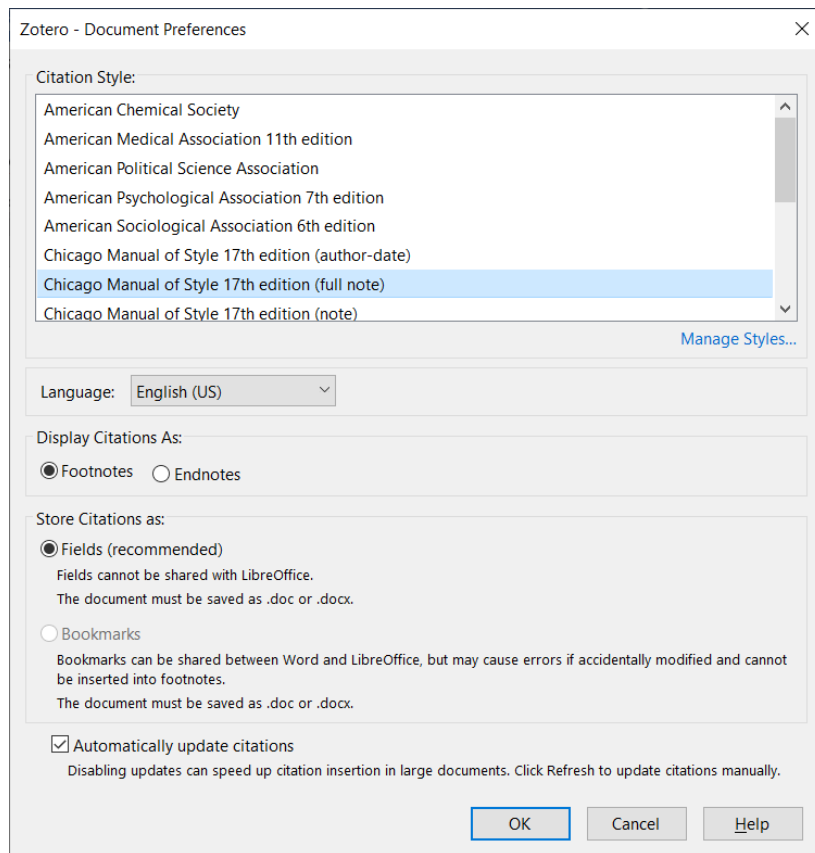 Zotero - Document Preferences
Citation Style:
American Chemical Society
American Medical Association 11th edition
American Political Science Association
American Psychological Association 7th edition
American Sociological Association 6th edition
Chicago Manual of Style 17th edition (author-date)
Chicago Manual of Style 17th edition (full note)
Chicago Manual of Style 17th edition (note)
Manage Styles...
Language: English (US)
Display Citations As:
Footnotes Endnotes
Store Citations as:
Fields (recommended)
Fields cannot be shared with LibreOffice.
The document must be saved as .doc or .docx.
Bookmarks
Bookmarks can be shared between Word and LibreOffice, but may cause errors if accidentally modified and cannot
be inserted into footnotes.
The document must be saved as .doc or .docx.
Automatically update citations
Disabling updates can speed up citation insertion in large documents. Click Refresh to update citations manually.
OK Cancel Help